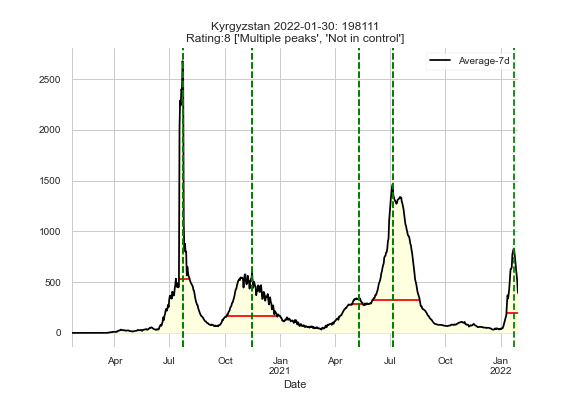 Kyrgyzstan 2022-01-30: 198111
Rating:8 ['Multiple peaks', 'Not in control']
Average-7d
2500
2000
1500
1000
500
0
Apr Jul Oct Jan Apr Jul Oct Jan
2021 2022
Date